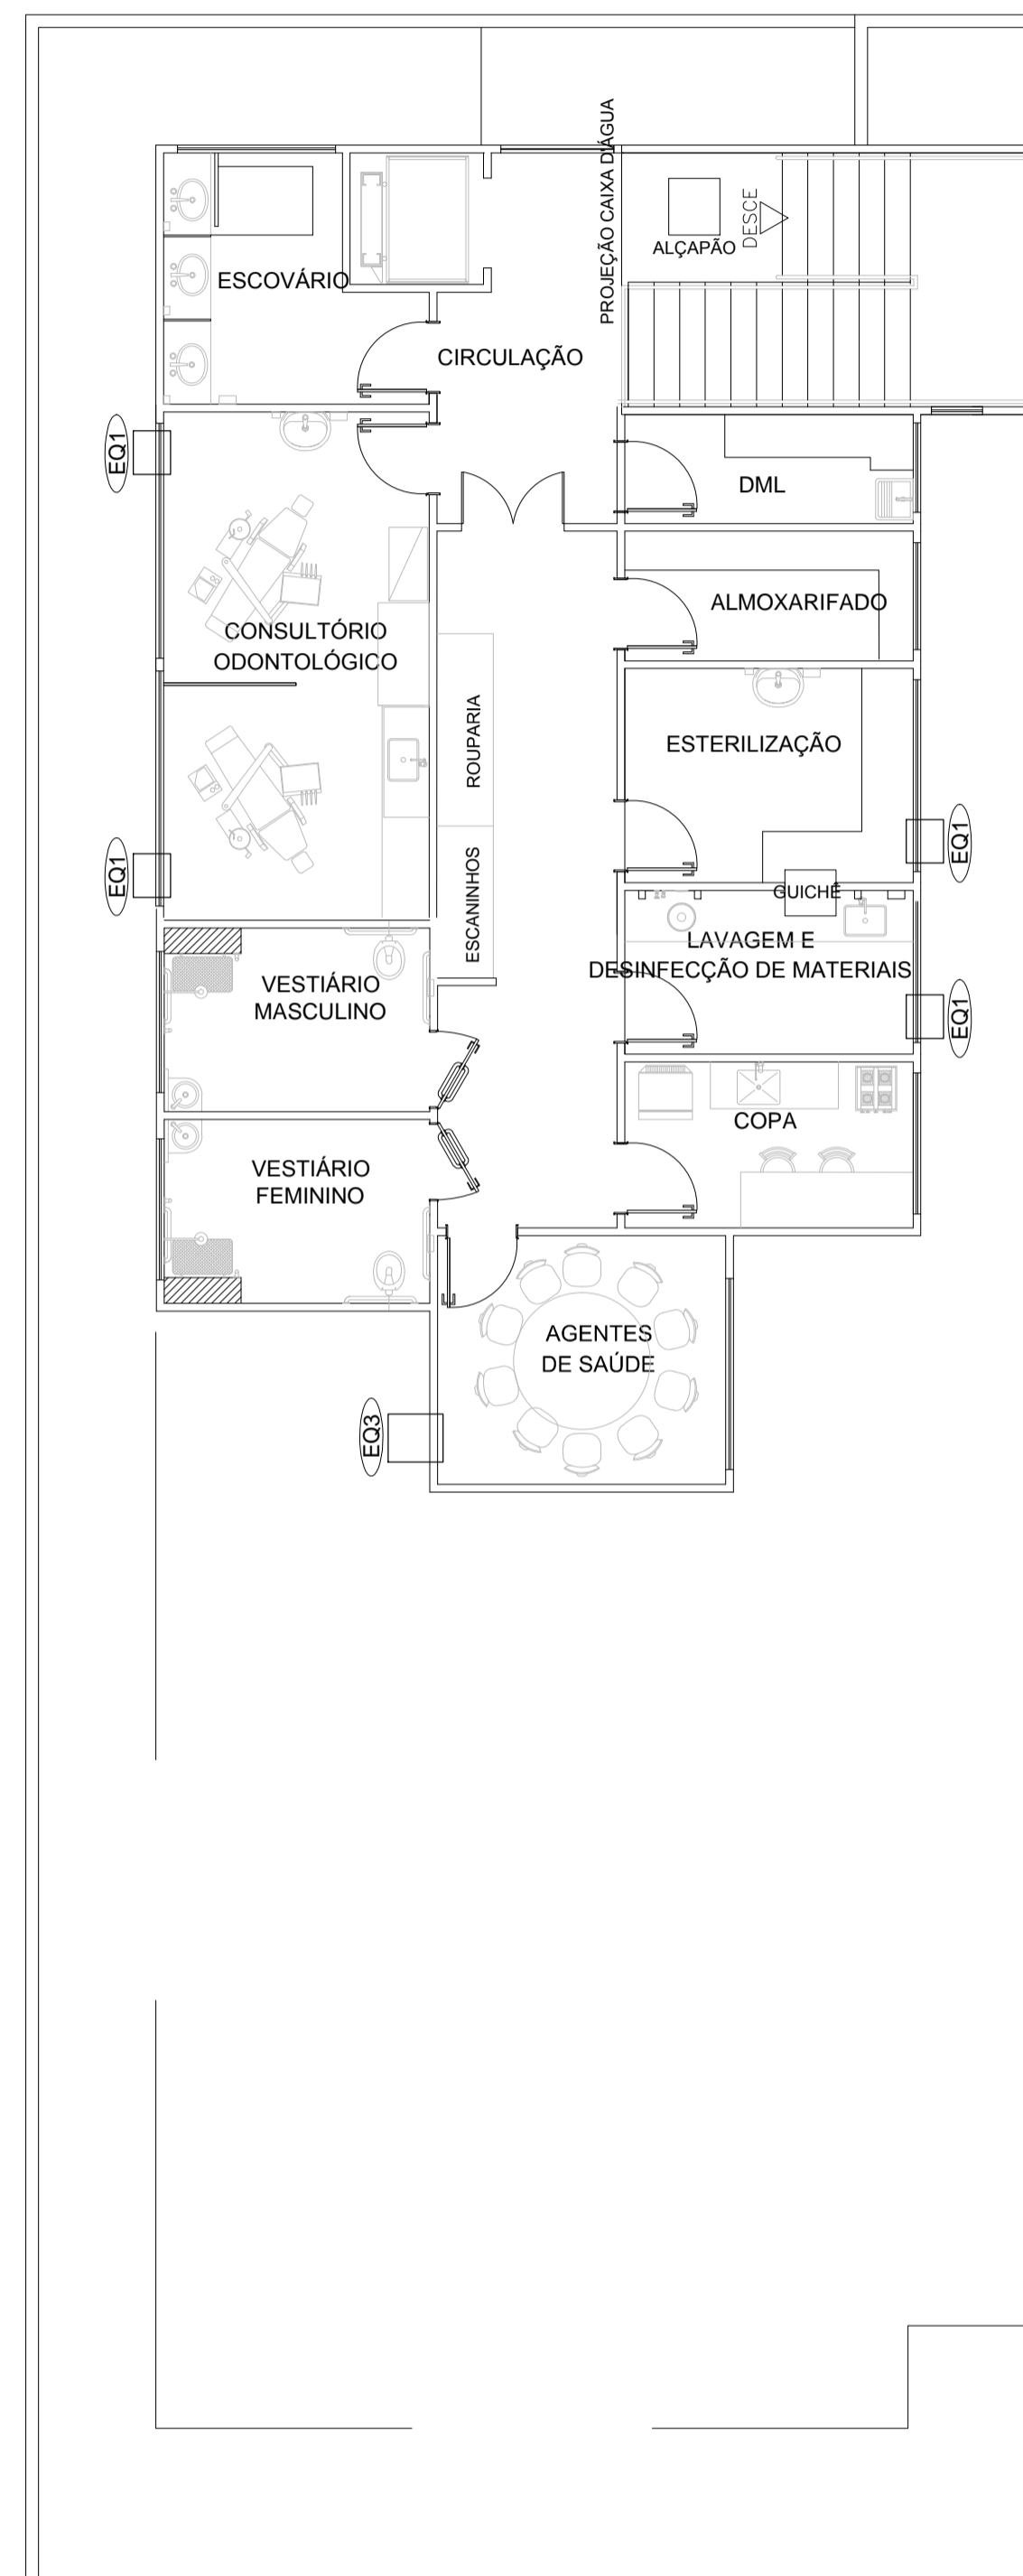 PROJEÇÃO CAIXA D'ÁGUA
ALÇAPÃO
DESCE
ESCOVÁRIO
CIRCULAÇÃO
EQ1
DML
ALMOXARIFADO
CONSULTÓRIO
ODONTOLÓGICO
ROUPARIA
ESTERILIZAÇÃO
EQ1
EQ1
ESCANINHOS
GUICHÊ
LAVAGEM E
DESINFECÇÃO DE MATERIAIS
VESTIÁRIO
MASCULINO
EQ1
COPA
VESTIÁRIO
FEMININO
AGENTES
DE SAÚDE
EQ3